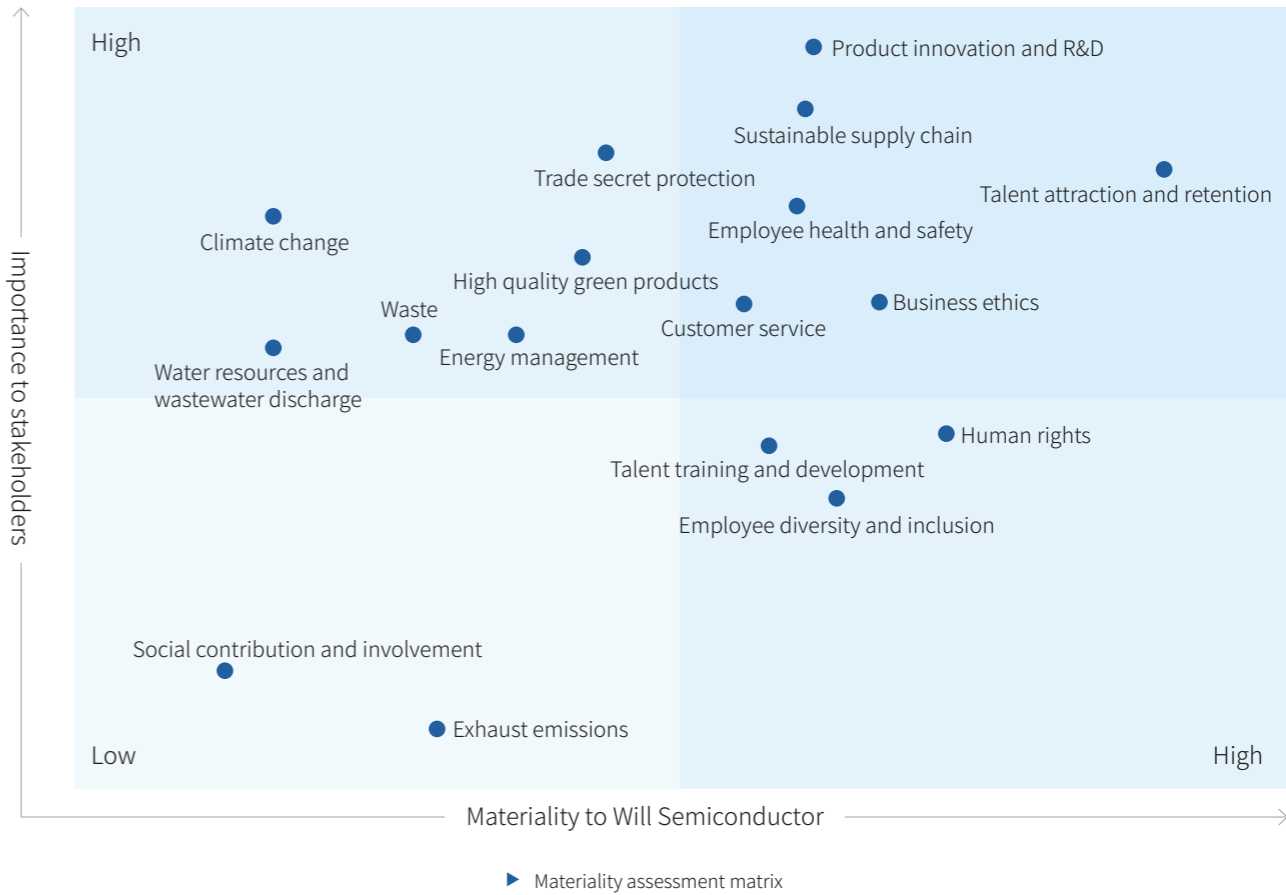 High
Product innovation and R&D
Sustainable supply chain
Trade secret protection
Talent attraction and retention
Climate change
Employee health and safety
High quality green products
Waste
Customer service
Business ethics
Energy management
Water resources and
wastewater discharge
Human rights
Talent training and development
Employee diversity and inclusion
Social contribution and involvement
Exhaust emissions
Low
High
Importance to stakeholders
Materiality to Will Semiconductor
Materiality assessment matrix